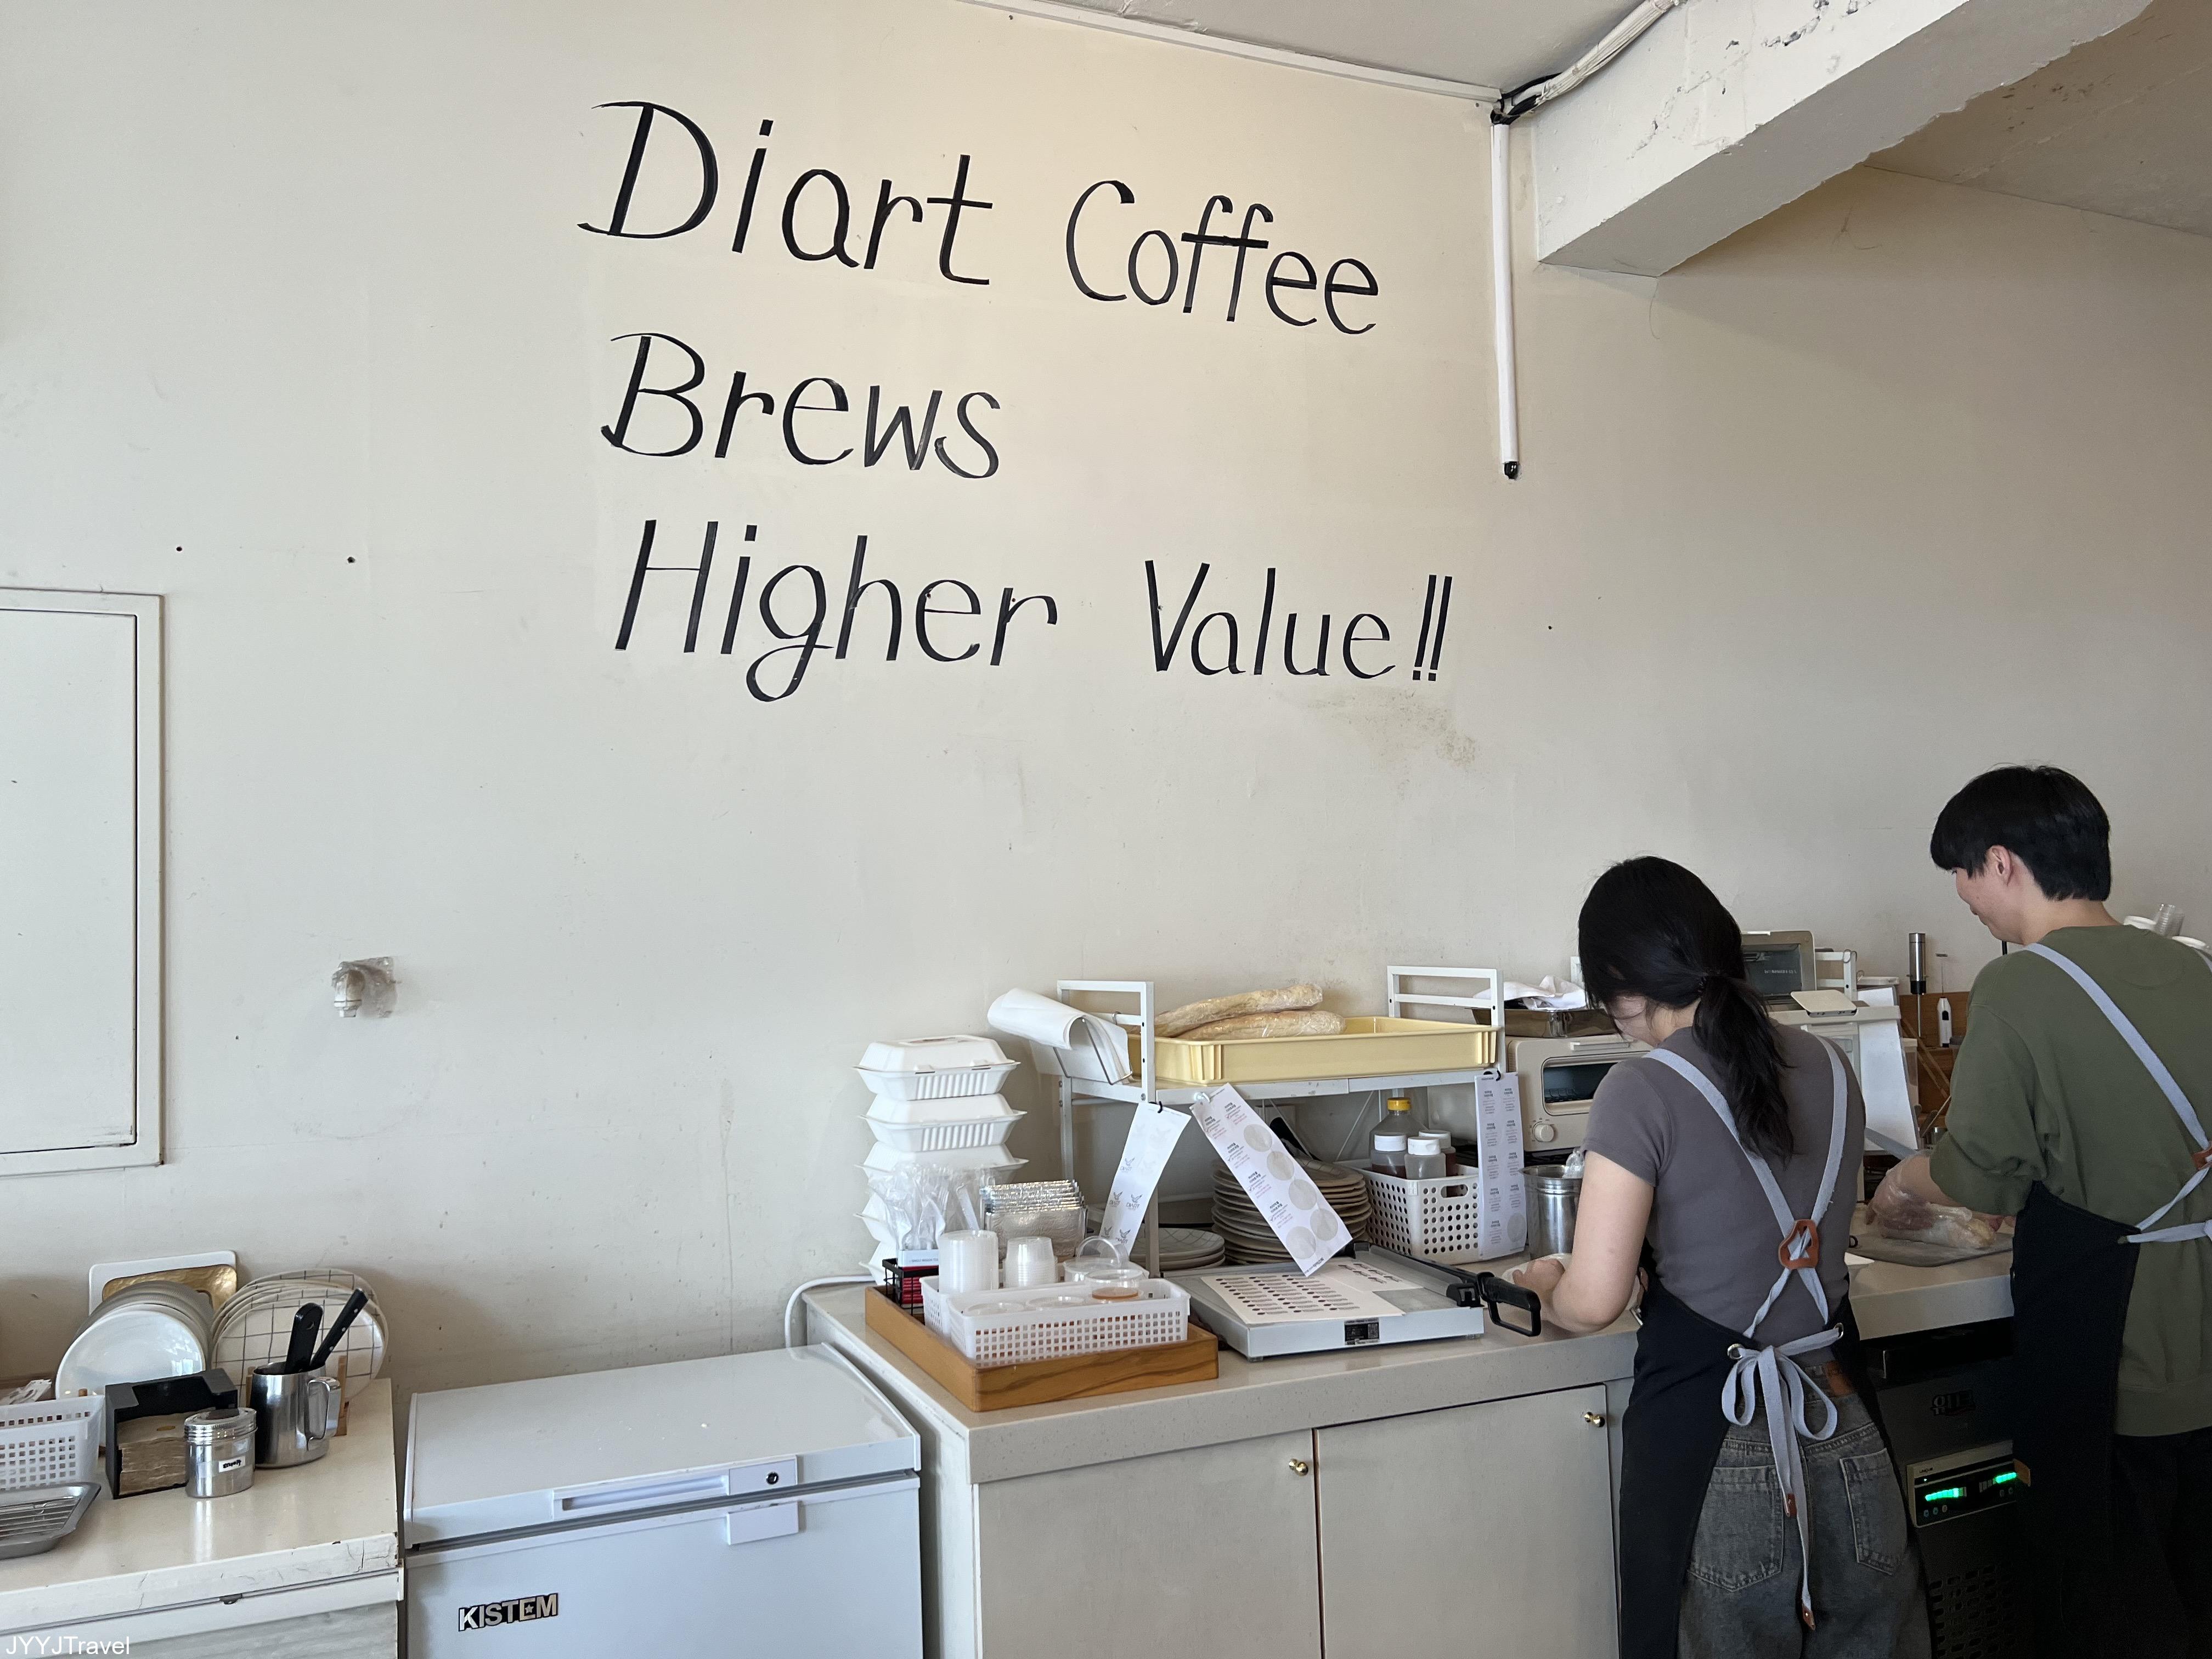 Diart Coffee
Brews
Higher Value!!
KISTEM
JYYJTravel